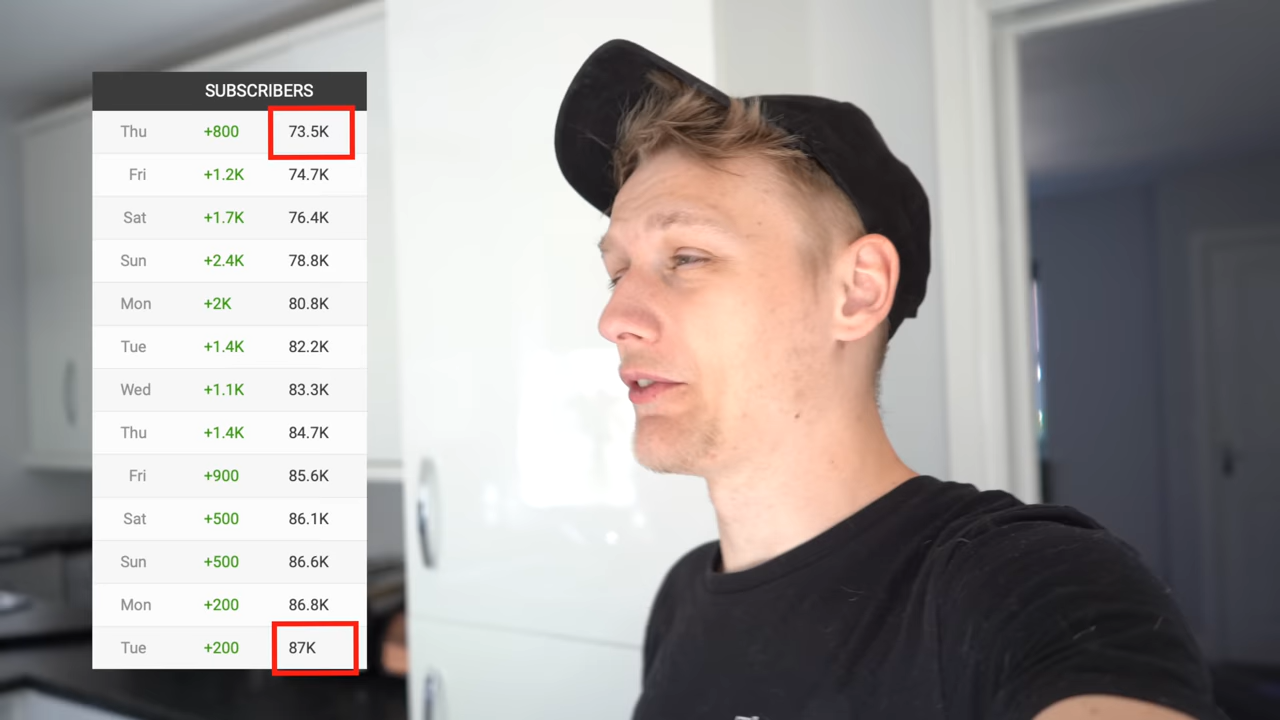 SUBSCRIBERS
Thu +800 73.5K
Fri +1.2K 74.7K
Sat +1.7K 76.4K
Sun +2.4K 78.8K
Mon +2K 80.8K
Tue +1.4K 82.2K
Wed +1.1K 83.3K
Thu +1.4K 84.7K
Fri +900 85.6K
Sat +500 86.1K
Sun +500 86.6K
Mon +200 86.8K
Tue +200 87K